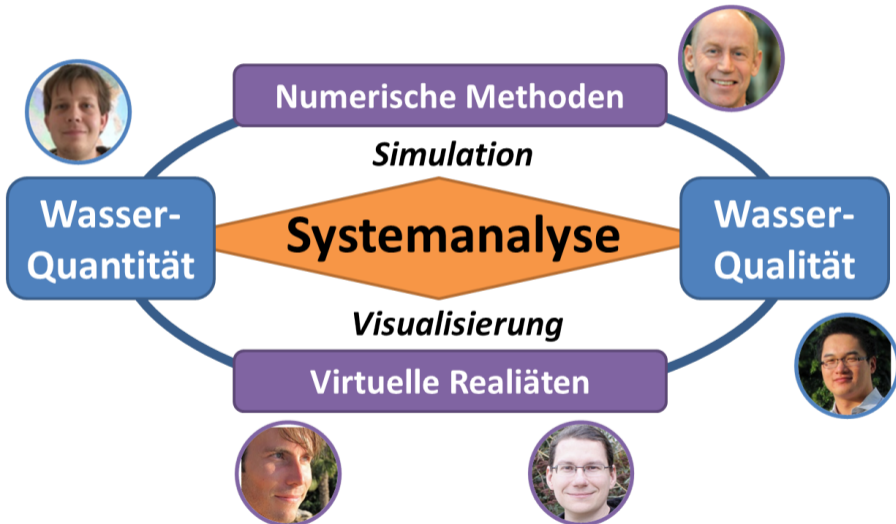 Numerische Methoden
Simulation
Wasser-
Quantität
Systemanalyse
Wasser-
Qualität
Visualisierung
Virtuelle Realiäten